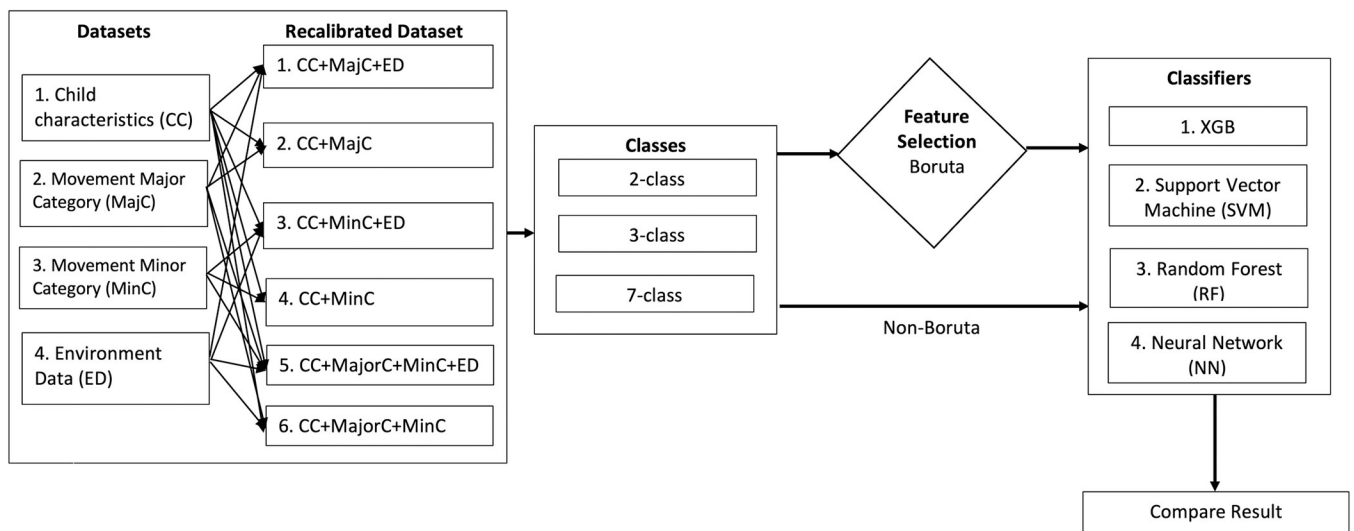 Datasets
1. Child
characteristics (CC)
2. Movement Major
Category (MajC)
3. Movement Minor
Category (MinC)
4. Environment
Data (ED)
Recalibrated Dataset
1. CC+MajC+ED
2. CC+MajC
3. CC+MinC+ED
4. CC+MinC
5. CC+MajorC+MinC+ED
6. CC+MajorC+MinC
Classes
2-class
3-class
7-class
Feature
Selection
Boruta
Non-Boruta
Classifiers
1. XGB
2. Support Vector
Machine (SVM)
3. Random Forest
(RF)
4. Neural Network
(NN)
Compare Result